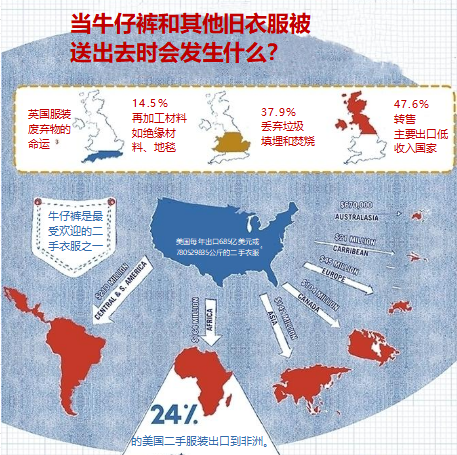 当牛仔裤和其他旧衣服被
送出去时会发生什么?
英国服装
废弃物的
命运 ³
14.5%
再加工材料
如绝缘材
料、地毯
37.9%
丢弃垃圾
填埋和焚烧
47.6%
转售
主要出口低
收入国家
牛仔裤是最
受欢迎的二
手衣服之一
美国每年出口685亿美元或
公斤的二手衣服
$670,000
AUSTRALASIA
MILLION
CARRIBEAN
$45 MILLION
EUROPE
MILLION
CANADA
MILLION
ASIA
MILLION
AFRICA
MILLION
CENTRAL & S. AMERICA
24%
的美国二手服装出口到非洲。